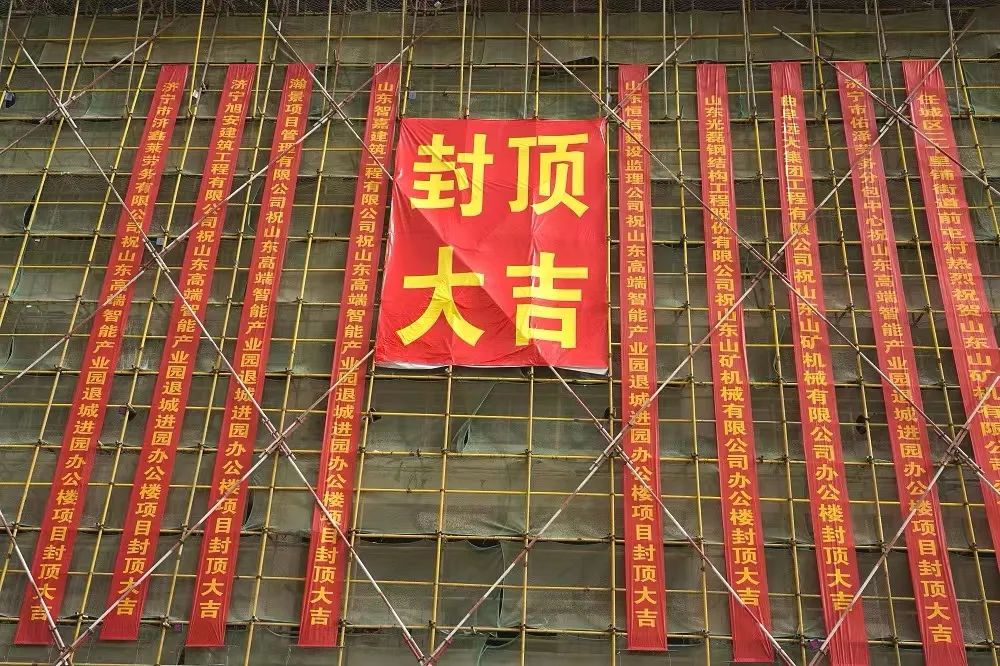 济宁市济鑫莱劳务有限公司祝山东高端智能产业园退城进园办公楼项目封顶大吉
济宁旭安建筑工程有限公司祝山东高端智能产业园退城进园办公楼项目封顶大吉
瀚景项目管理有限公司祝山东高端智能产业园退城进园办公楼项目封顶大吉
山东智嘉建筑工程有限公司祝山东高端智能产业园退城进园办公楼项目封顶大吉
封顶
大吉
山东恒信建设监理公司祝山东高端智能产业园退城进园办公楼项目封顶大吉
山东光磊钢结构工程股份有限公司祝山东山矿机械有限公司办公楼封顶大吉
曲阜远大集团工程有限公司祝山东山矿机械有限公司办公楼封顶大吉
济宁市佑泽劳务分包中心祝山东高端智能产业园退城进园办公楼项目封顶大吉
任城区二十里铺街道前屯村热烈祝贺山东山矿机械有限公